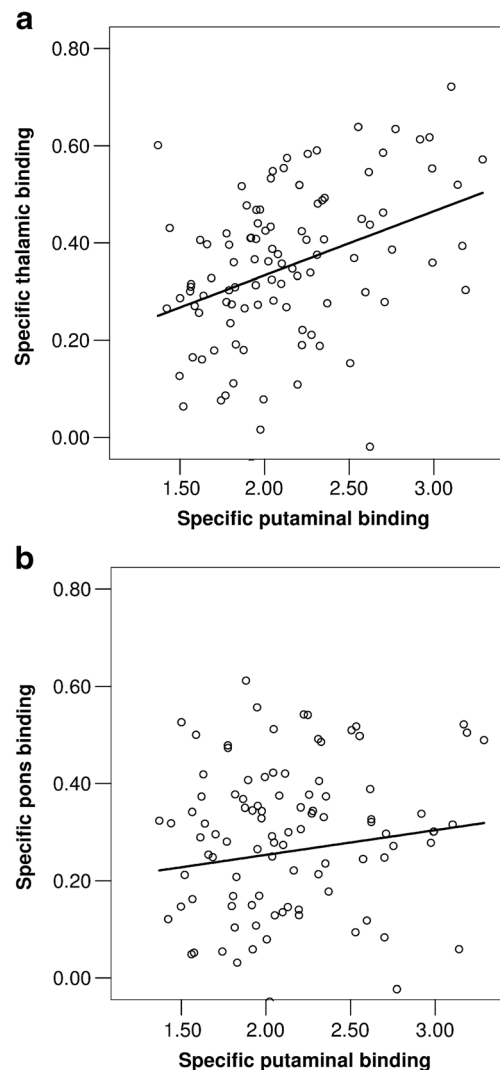 a
Specific thalamic binding
0.80
0.60
0.40
0.20
0.00
1.50 2.00 2.50 3.00
Specific putaminal binding
b
Specific pons binding
0.80
0.60
0.40
0.20
0.00
1.50 2.00 2.50 3.00
Specific putaminal binding